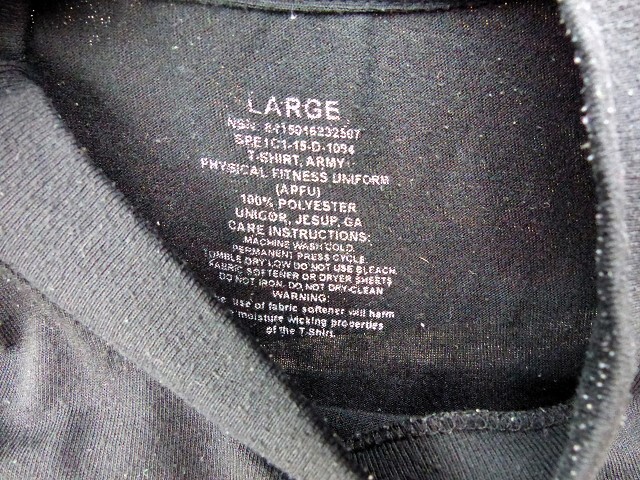 LARGE
NSN: 8415016232507
SPE1C1-15-D-1094
T-SHIRT, ARMY
PHYSICAL FITNESS UNIFORM
(APFU)
100% POLYESTER
UNICOR, JESUP, GA
CARE INSTRUCTIONS:
MACHINE WASH COLD.
PERMANENT PRESS CYCLE.
TUMBLE DRY LOW DO NOT USE BLEACH,
FABRIC SOFTENER OR DRYER SHEETS
DO NOT IRON. DO NOT DRY-CLEAN
WARNING:
use of fabric softener will harm
moisture wicking properties
of the T-Shirt.